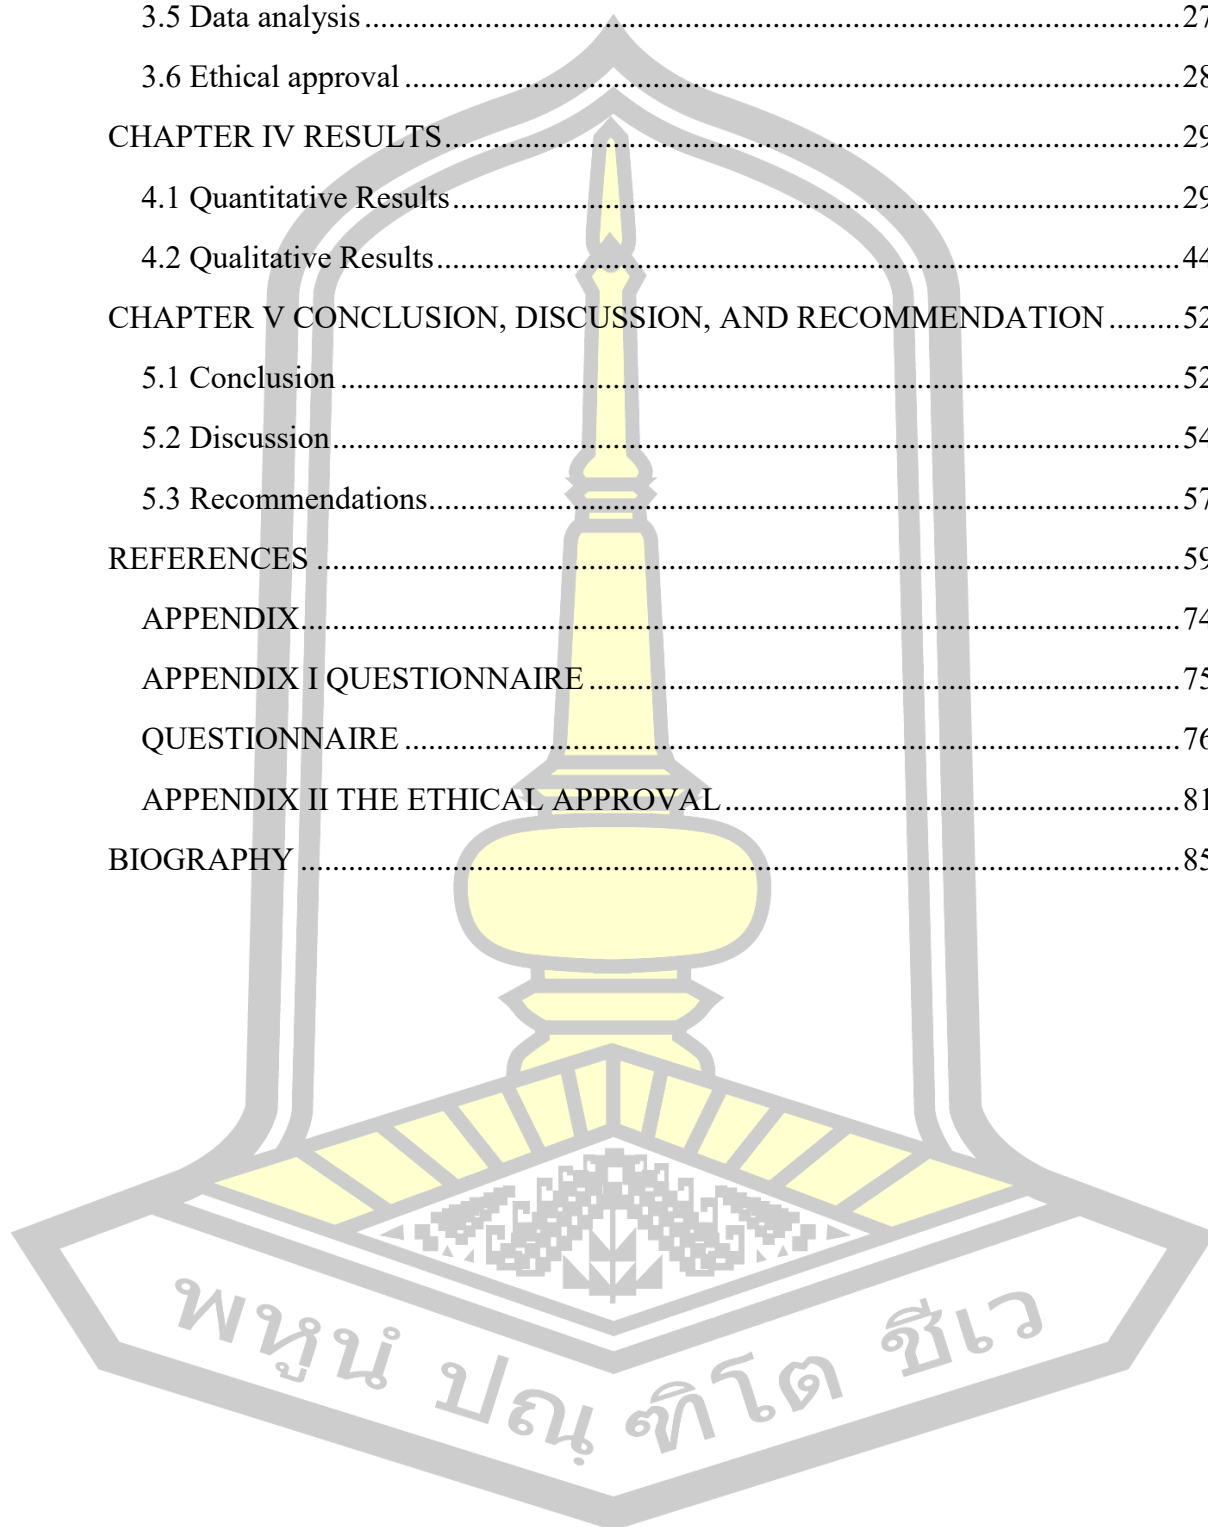 3.5 Data analysis ........ 27
3.6 Ethical approval ........ 28
CHAPTER IV RESULTS ........ 29
4.1 Quantitative Results ........ 29
4.2 Qualitative Results ........ 44
CHAPTER V CONCLUSION, DISCUSSION, AND RECOMMENDATION ........ 52
5.1 Conclusion ........ 52
5.2 Discussion ........ 54
5.3 Recommendations ........ 57
REFERENCES ........ 59
APPENDIX ........ 74
APPENDIX I QUESTIONNAIRE ........ 75
QUESTIONNAIRE ........ 76
APPENDIX II THE ETHICAL APPROVAL ........ 81
BIOGRAPHY ........ 85
พหูนํ ปณฺฑิโต ชีเว